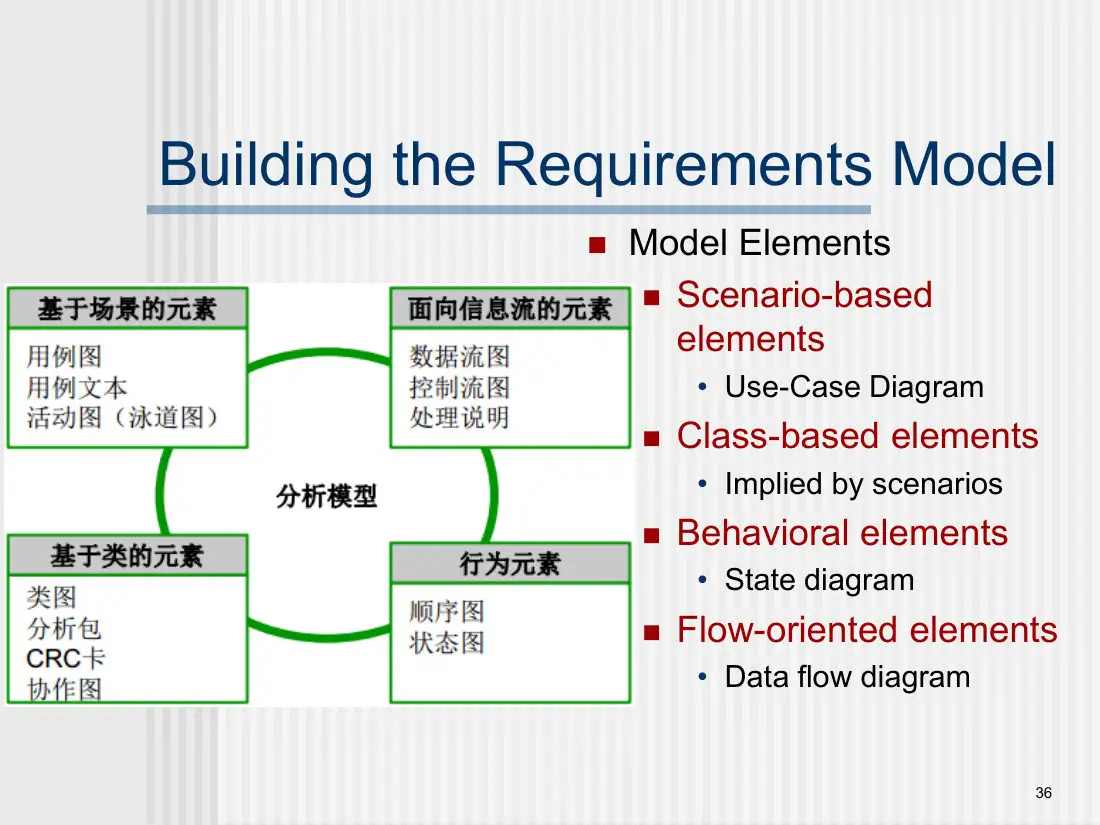 Building the Requirements Model
基于场景的元素
用例图
用例文本
活动图（泳道图）
面向信息流的元素
数据流图
控制流图
处理说明
分析模型
基于类的元素
类图
分析包
CRC卡
协作图
行为元素
顺序图
状态图
Model Elements
Scenario-based
elements
Use-Case Diagram
Class-based elements
Implied by scenarios
Behavioral elements
State diagram
Flow-oriented elements
Data flow diagram
36